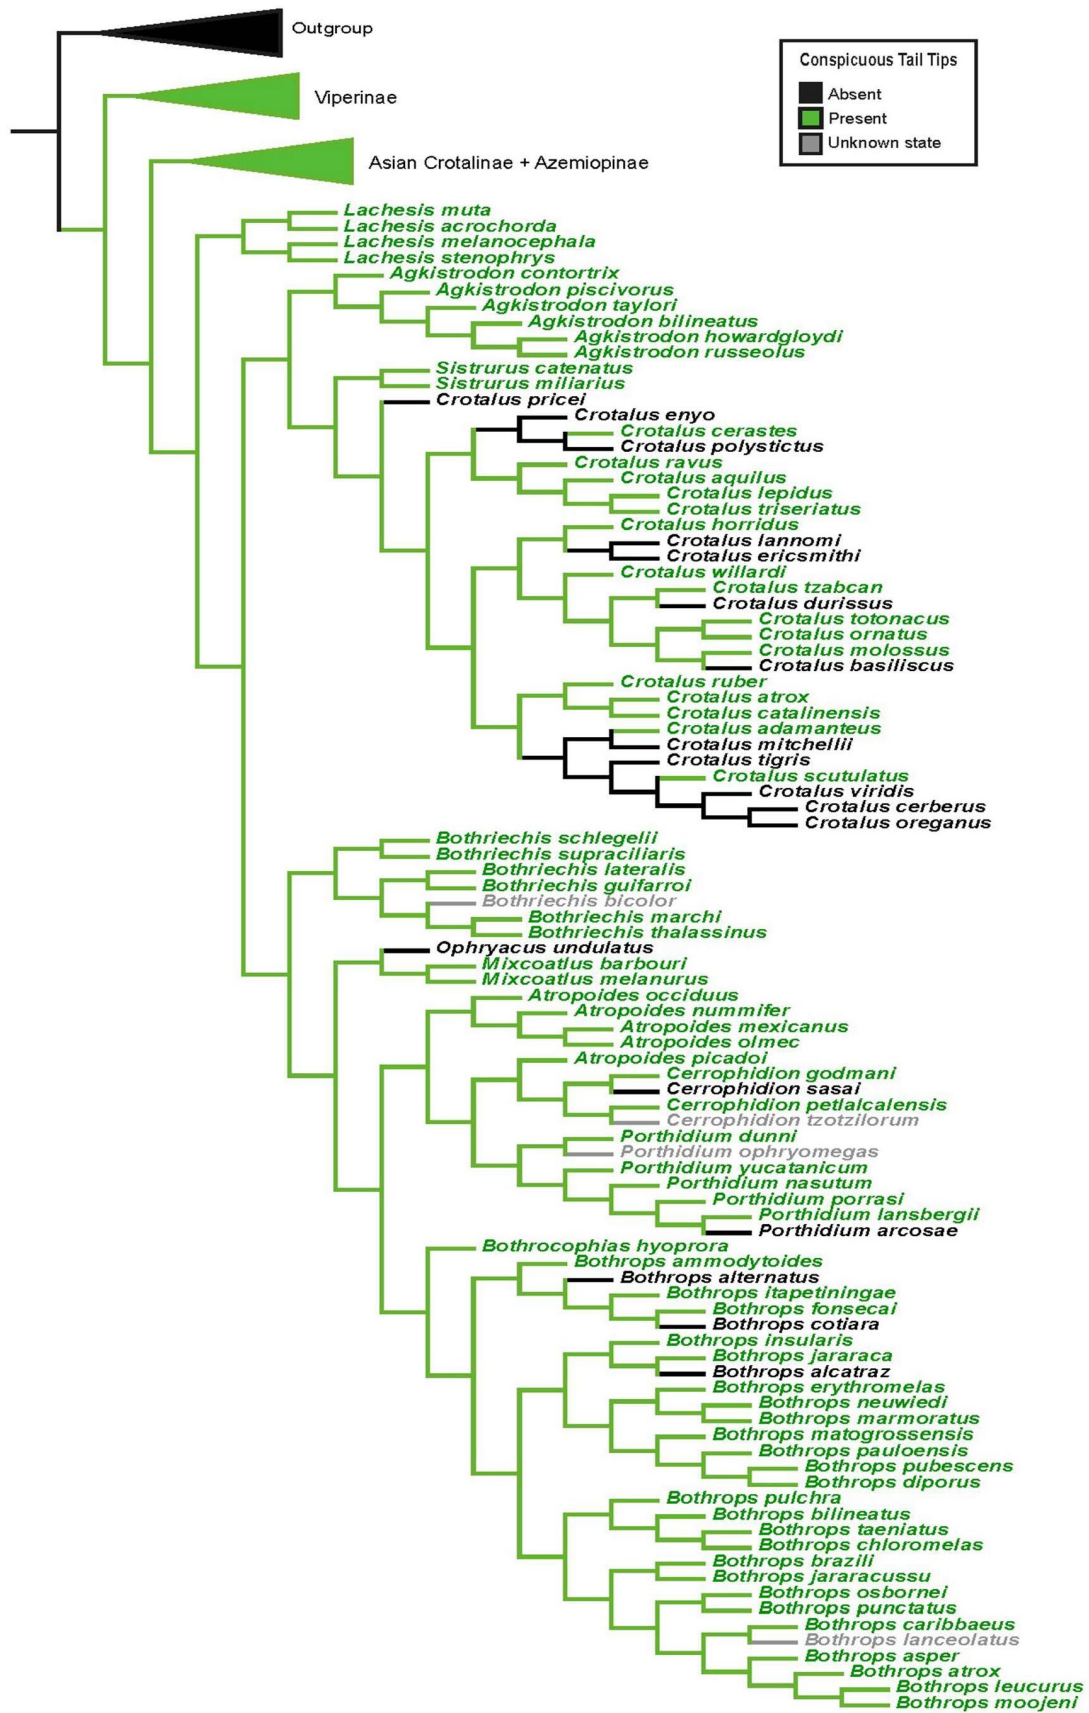 Outgroup
Conspicuous Tail Tips
Absent
Present
Unknown state
Viperinae
Asian Crotalinae + Azemiopinae
Lachesis muta
Lachesis acrochorda
Lachesis melanocephala
Lachesis stenophrys
Agkistrodon contortrix
Agkistrodon piscivorus
Agkistrodon taylori
Agkistrodon bilineatus
Agkistrodon howardgloydi
Agkistrodon russeolus
Sistrurus catenatus
Sistrurus miliarius
Crotalus pricei
Crotalus enyo
Crotalus cerastes
Crotalus polystictus
Crotalus ravus
Crotalus aquilus
Crotalus lepidus
Crotalus triseriatus
Crotalus horridus
Crotalus lannomi
Crotalus ericsmithi
Crotalus willardi
Crotalus tzabcan
Crotalus durissus
Crotalus totonacus
Crotalus ornatus
Crotalus molossus
Crotalus basiliscus
Crotalus ruber
Crotalus atrox
Crotalus catalinensis
Crotalus adamanteus
Crotalus mitchellii
Crotalus tigris
Crotalus scutulatus
Crotalus viridis
Crotalus cerberus
Crotalus oreganus
Bothriechis schlegelii
Bothriechis supraciliaris
Bothriechis lateralis
Bothriechis guifarroi
Bothriechis bicolor
Bothriechis marchi
Bothriechis thalassinus
Ophryacus undulatus
Mixcoatlus barbouri
Mixcoatlus melanurus
Atropoides occiduus
Atropoides nummifer
Atropoides mexicanus
Atropoides olmec
Atropoides picadoi
Cerrophidion godmani
Cerrophidion sasai
Cerrophidion petlalcalensis
Cerrophidion tzotzilorum
Porthidium dunni
Porthidium ophryomegas
Porthidium yucatanicum
Porthidium nasutum
Porthidium porrasi
Porthidium lansbergii
Porthidium arcosae
Bothrocophias hyoprora
Bothrops ammodytoides
Bothrops alternatus
Bothrops itapetiningae
Bothrops fonsecai
Bothrops cotiara
Bothrops insularis
Bothrops jararaca
Bothrops alcatraz
Bothrops erythromelas
Bothrops neuwiedi
Bothrops marmoratus
Bothrops matogrossensis
Bothrops pauloensis
Bothrops pubescens
Bothrops diporus
Bothrops pulchra
Bothrops bilineatus
Bothrops taeniatus
Bothrops chloromelas
Bothrops brazili
Bothrops jararacussu
Bothrops osbornei
Bothrops punctatus
Bothrops caribbaeus
Bothrops lanceolatus
Bothrops asper
Bothrops atrox
Bothrops leucurus
Bothrops moojeni